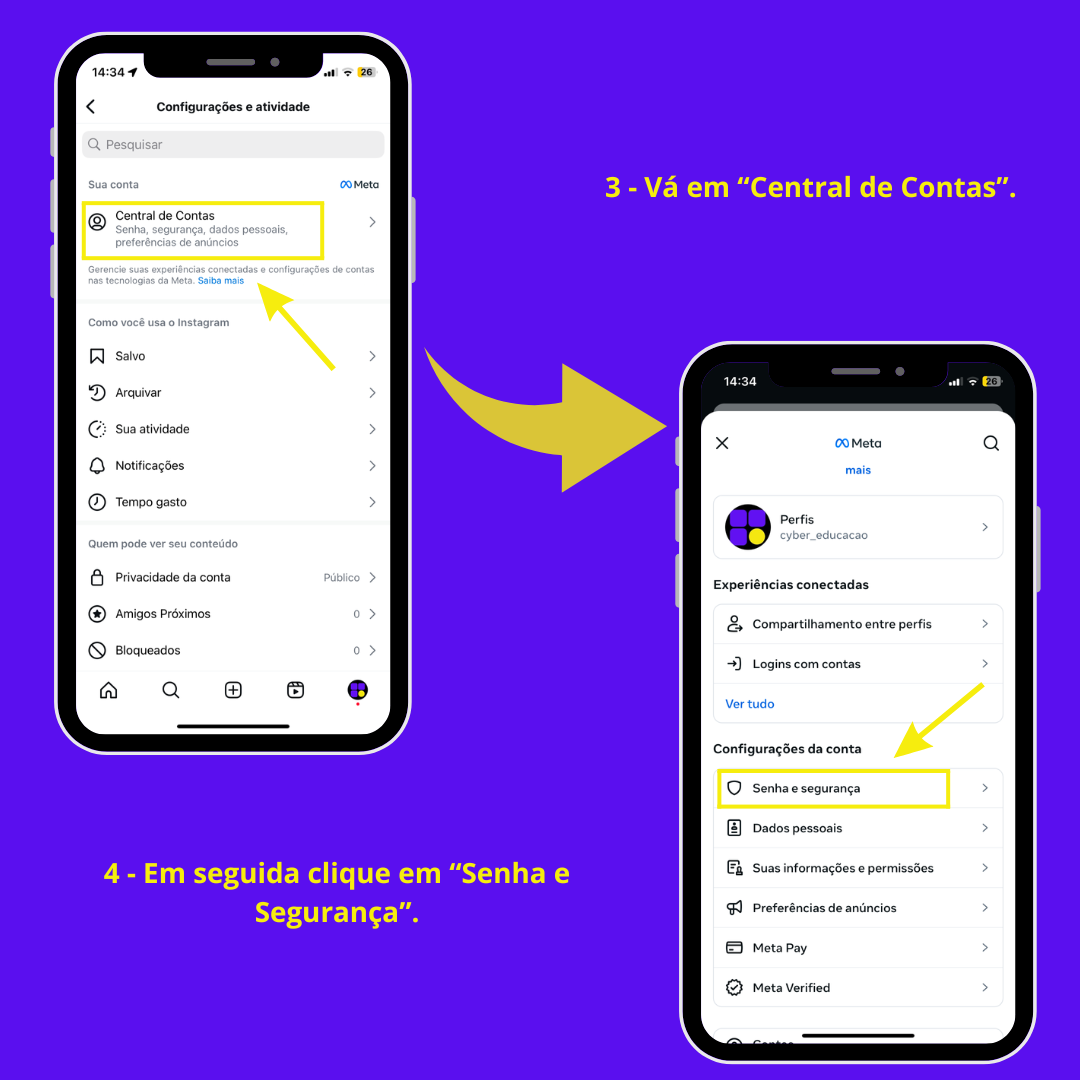 14:34
26
Configurações e atividade
Pesquisar
Sua conta
Meta
Central de Contas
Senha, segurança, dados pessoais,
preferências de anúncios
Gerencie suas experiências conectadas e configurações de contas
nas tecnologias da Meta. Saiba mais
Como você usa o Instagram
Salvo
Arquivar
Sua atividade
Notificações
Tempo gasto
Quem pode ver seu conteúdo
Privacidade da conta
Público
Amigos Próximos
0
Bloqueados
0
3 - Vá em “Central de Contas”.
14:34
26
Meta
mais
Perfis
cyber_educacao
Experiências conectadas
Compartilhamento entre perfis
Logins com contas
Ver tudo
Configurações da conta
Senha e segurança
Dados pessoais
Suas informações e permissões
Preferências de anúncios
Meta Pay
Meta Verified
4 - Em seguida clique em “Senha e
Segurança”.